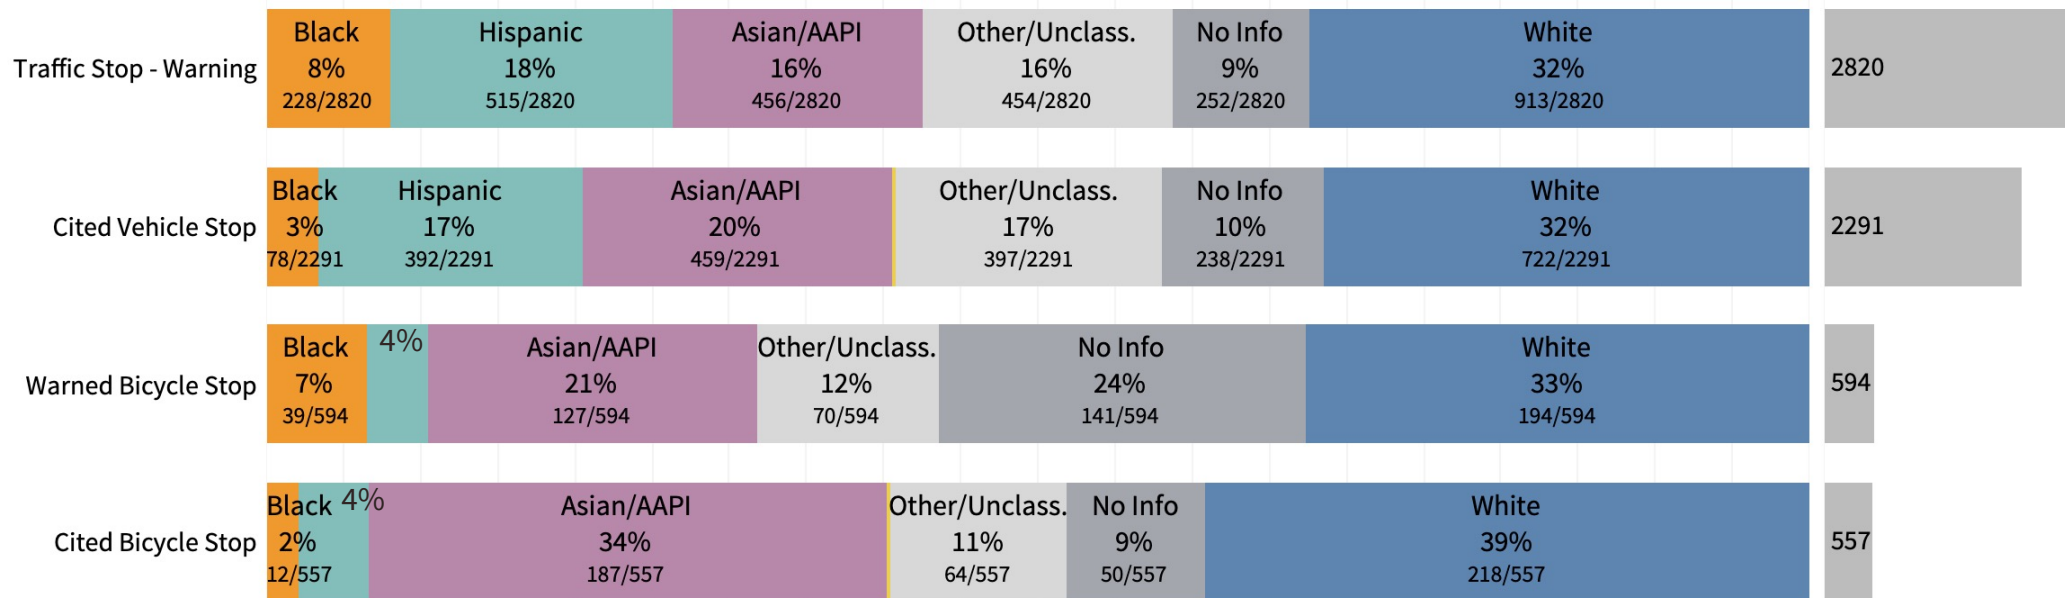 Black Hispanic Asian/AAPI Other/Unclass. No Info White
Traffic Stop - Warning 8% 18% 16% 16% 9% 32% 2820
228/2820 515/2820 456/2820 454/2820 252/2820 913/2820
Black Hispanic Asian/AAPI Other/Unclass. No Info White
Cited Vehicle Stop 3% 17% 20% 17% 10% 32% 2291
78/2291 392/2291 459/2291 397/2291 238/2291 722/2291
Black 4% Asian/AAPI Other/Unclass. No Info White
Warned Bicycle Stop 7% 21% 12% 24% 33% 594
39/594 127/594 70/594 141/594 194/594
Black 4% Asian/AAPI Other/Unclass. No Info White
Cited Bicycle Stop 2% 34% 11% 9% 39% 557
12/557 187/557 64/557 50/557 218/557